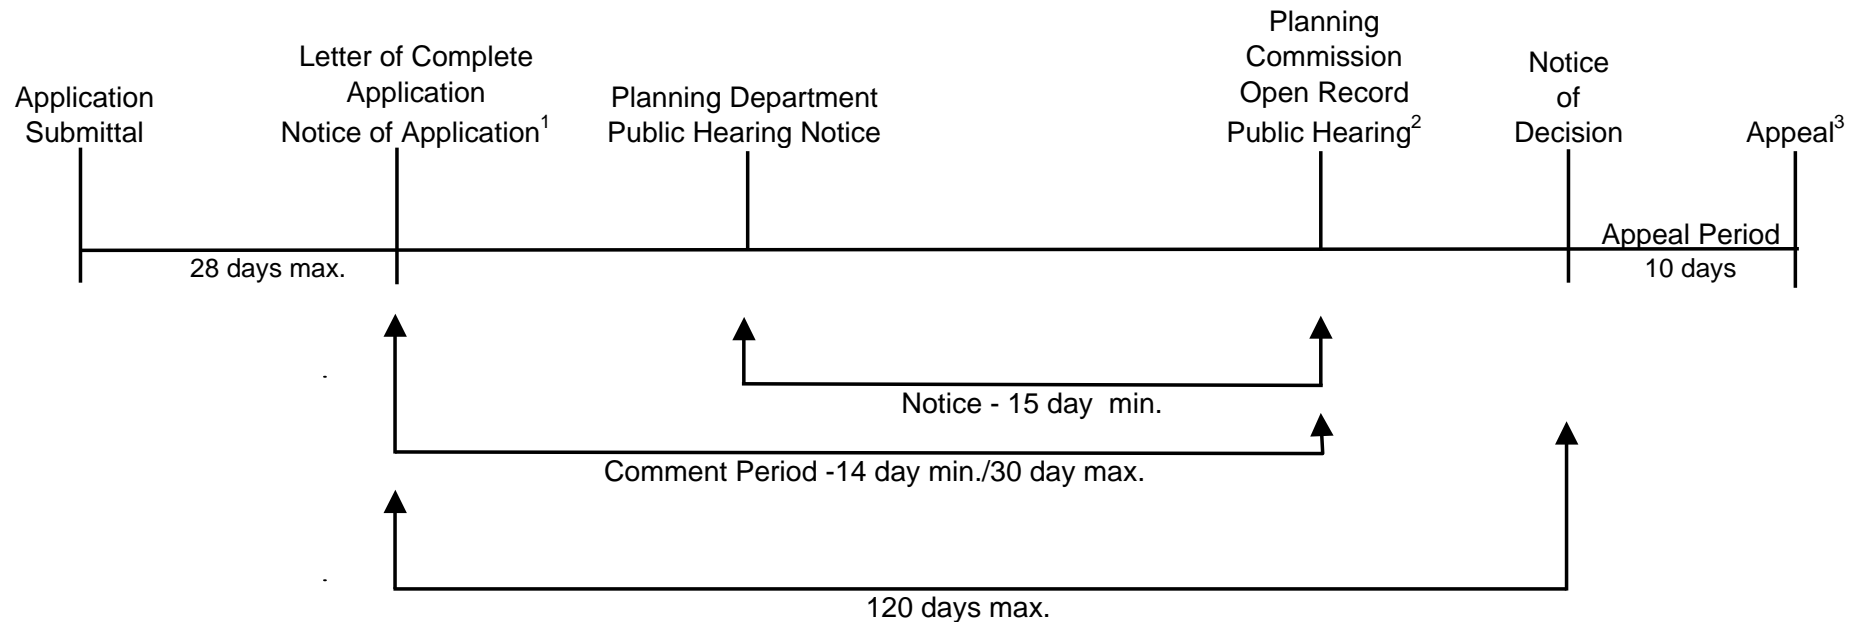 Application
Submittal
Letter of Complete
Application
Notice of Application¹
Planning Department
Public Hearing Notice
Planning
Commission
Open Record
Public Hearing²
Notice
of
Decision
Appeal³
28 days max.
Appeal Period
10 days
Notice - 15 day  min.
Comment Period -14 day min./30 day max.
120 days max.